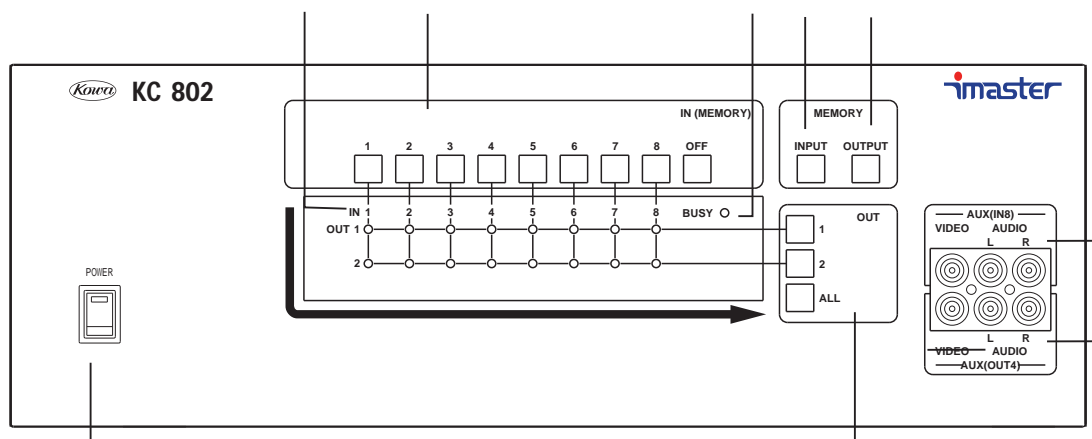 Kowa KC 802
imaster
IN (MEMORY)
1 2 3 4 5 6 7 8 OFF
MEMORY
INPUT OUTPUT
IN 1 2 3 4 5 6 7 8 BUSY
OUT 1
2
OUT
1
2
ALL
POWER
AUX(IN8)
VIDEO AUDIO
L R
L R
VIDEO AUDIO
AUX(OUT4)